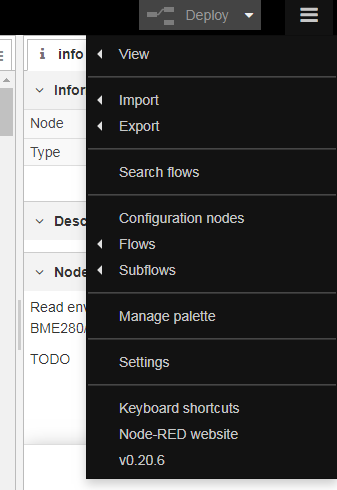 Deploy
info
View
Infor
Import
Export
Node
Type
Search flows
Desc
Configuration nodes
Flows
Subflows
Node
Read env
BME280/
Manage palette
TODO
Settings
Keyboard shortcuts
Node-RED website
v0.20.6